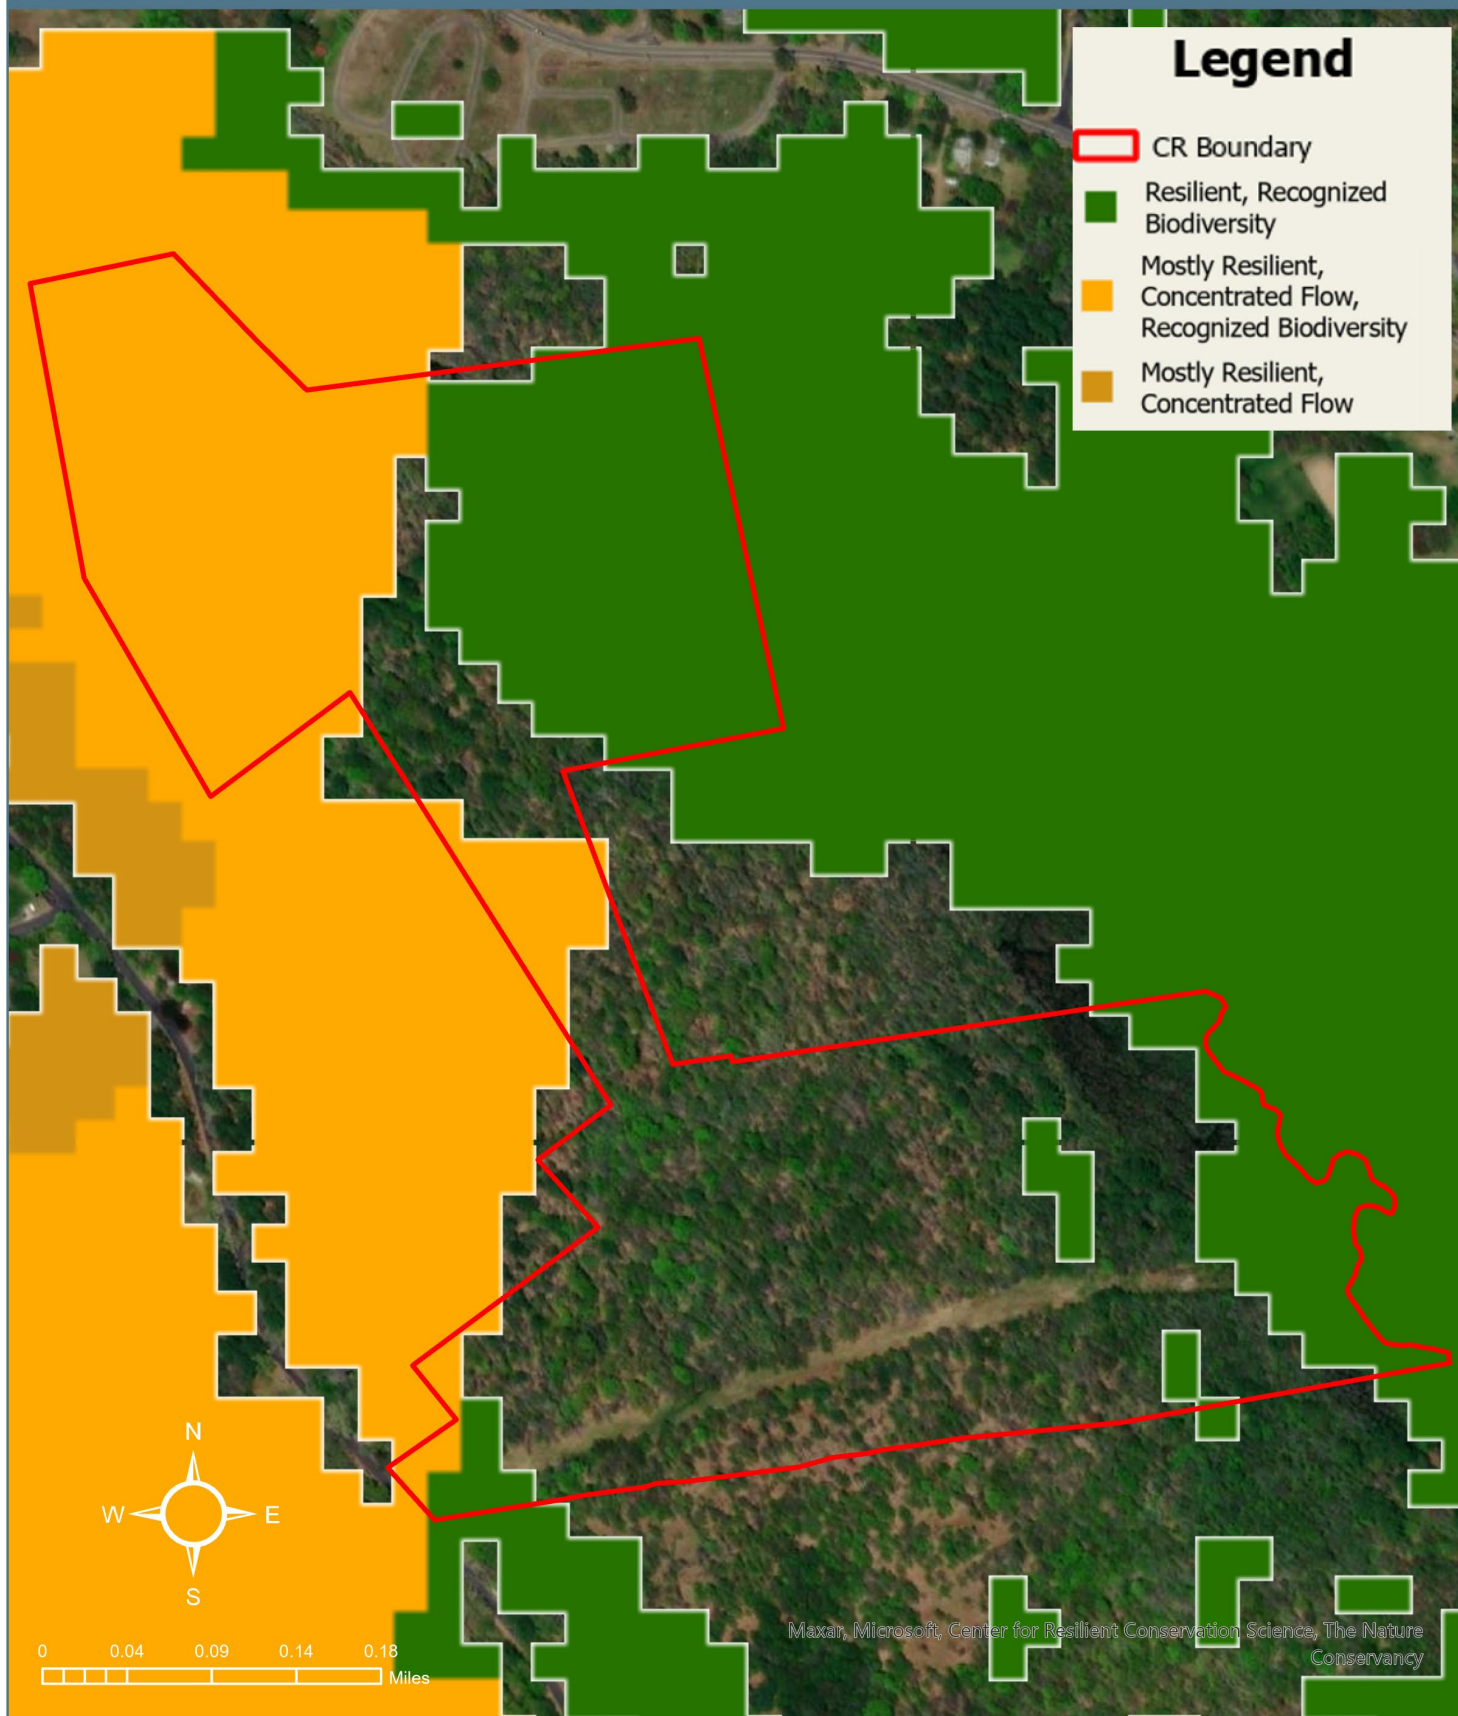 Legend
CR Boundary
Resilient, Recognized
Biodiversity
Mostly Resilient,
Concentrated Flow,
Recognized Biodiversity
Mostly Resilient,
Concentrated Flow
N
W E
S
0 0.04 0.09 0.14 0.18
Miles
Maxar, Microsoft, Center for Resilient Conservation Science, The Nature
Conservancy